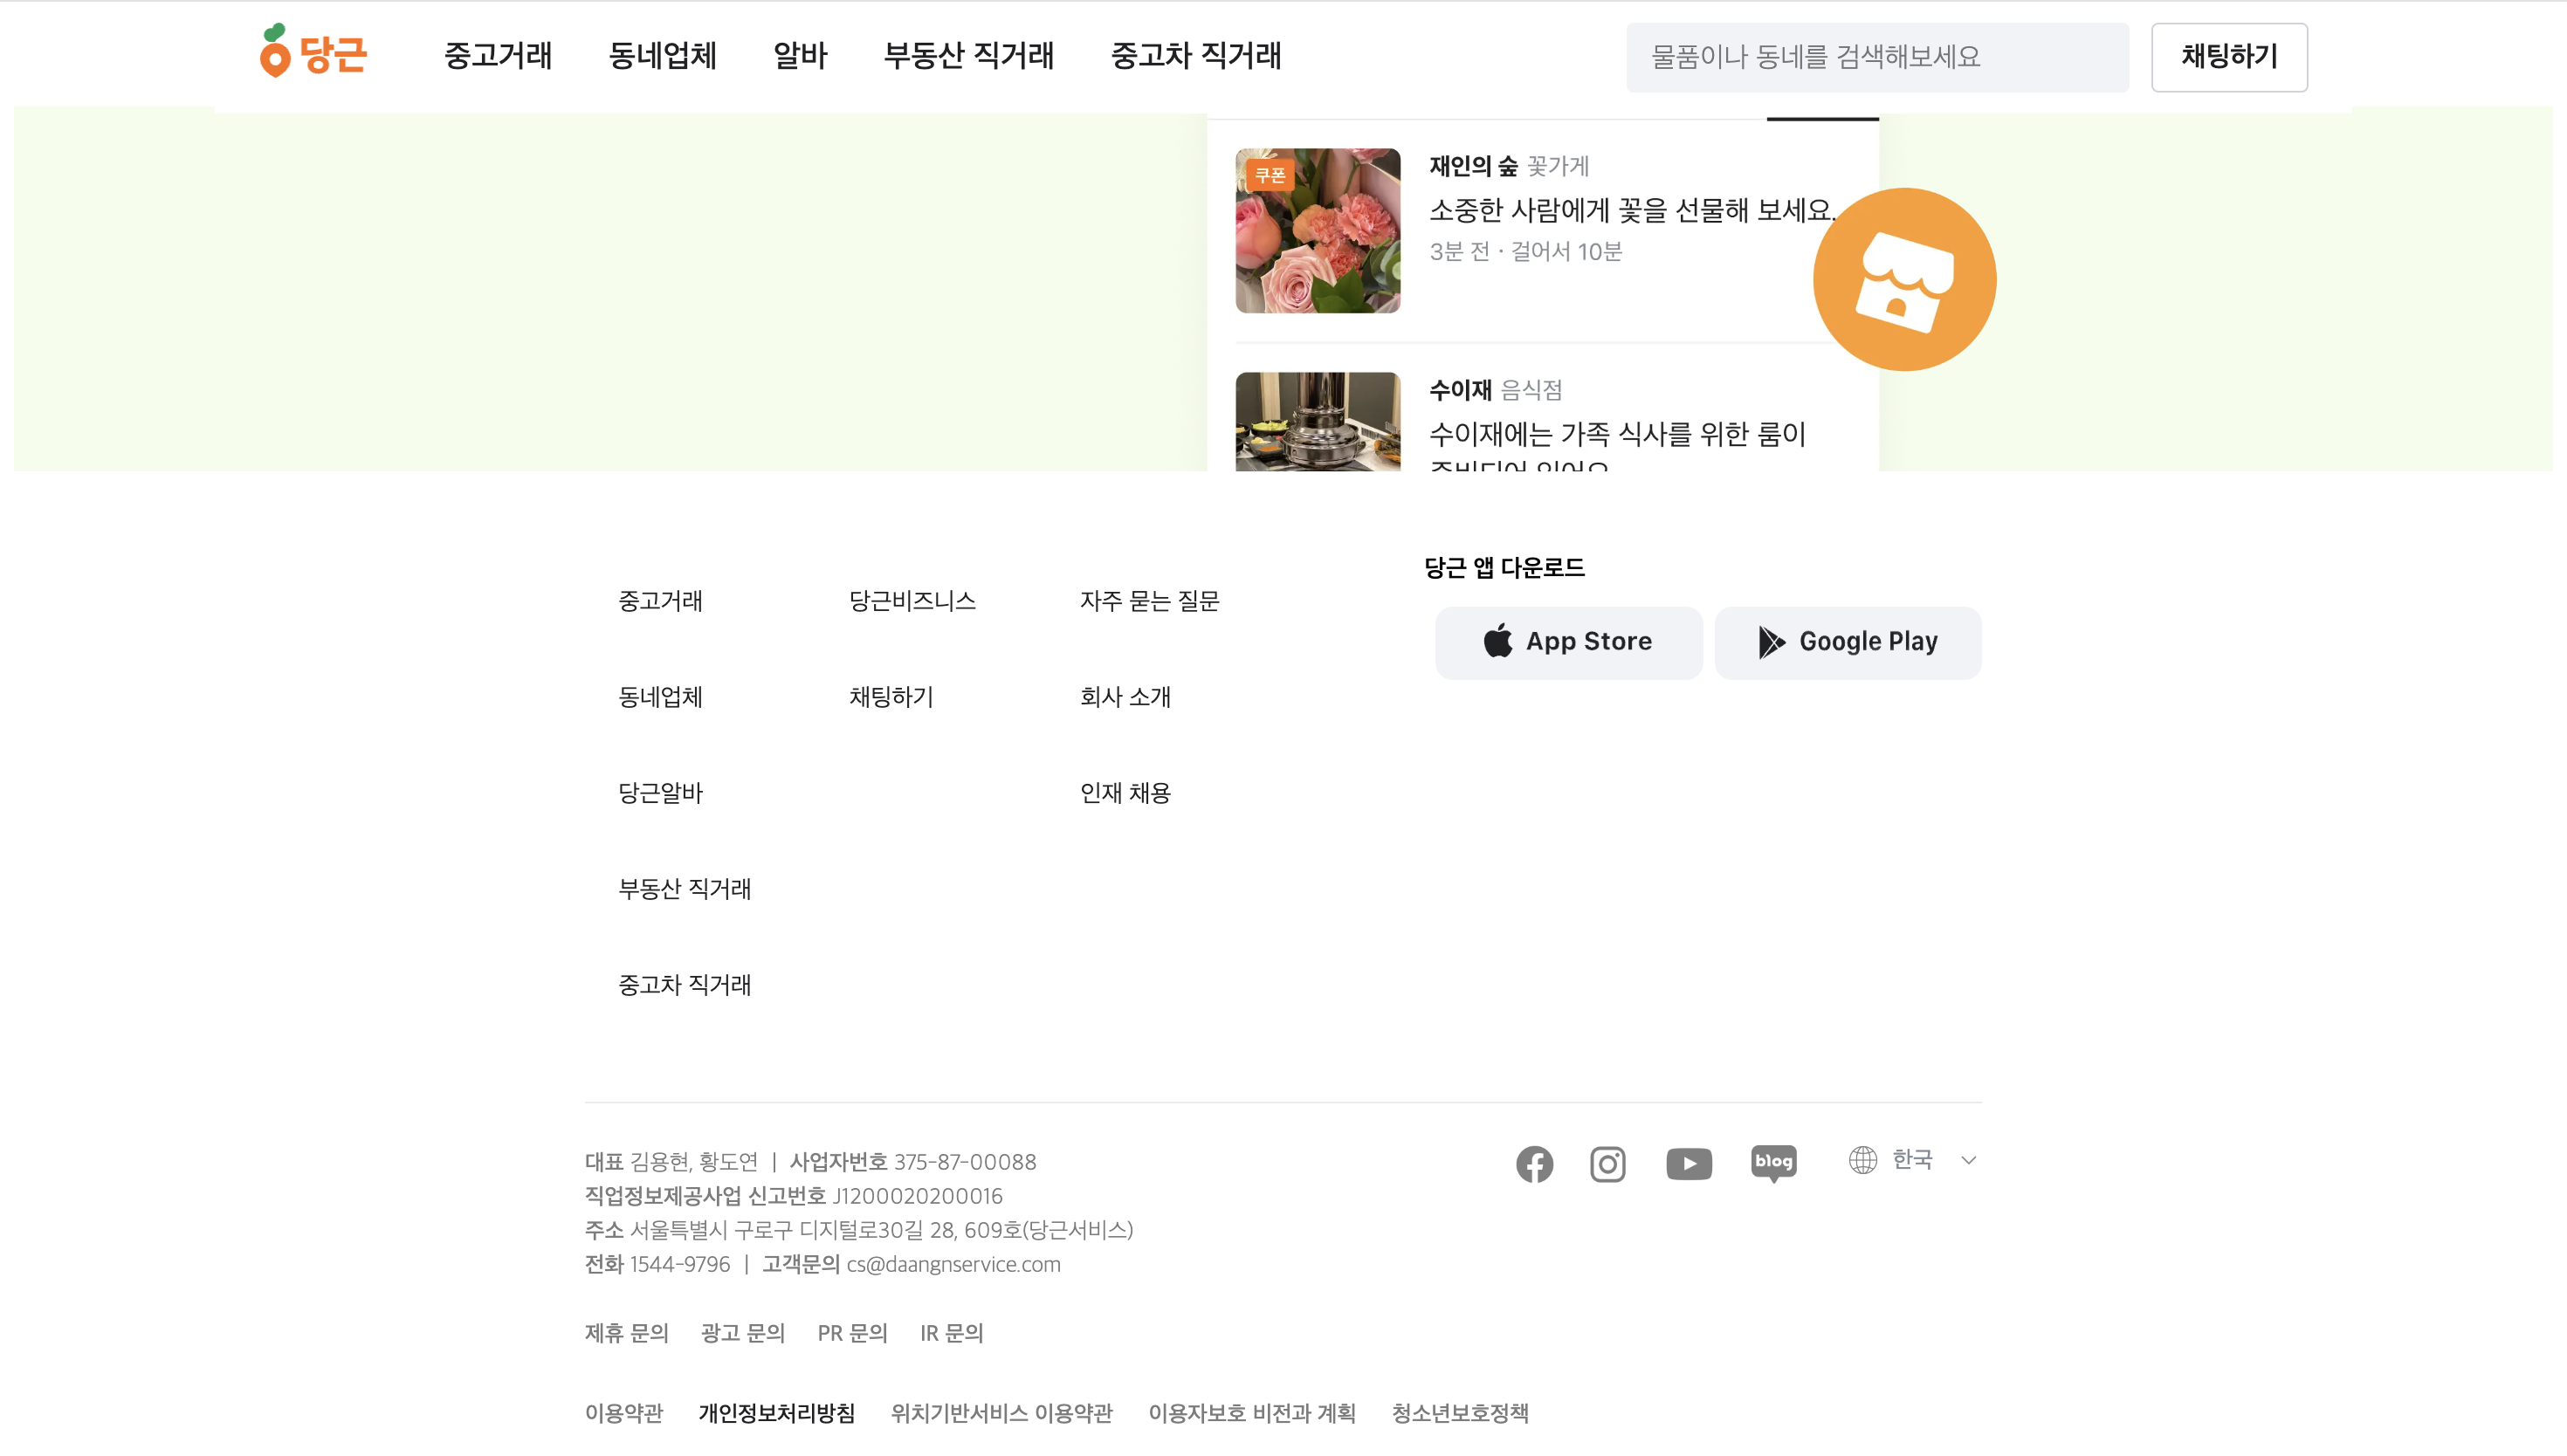 당근 중고거래 동네업체 알바 부동산 직거래 중고차 직거래 물품이나 동네를 검색해보세요 채팅하기
쿠폰
재인의 숲 꽃가게
소중한 사람에게 꽃을 선물해 보세요.
3분 전 · 걸어서 10분
수이재 음식점
수이재에는 가족 식사를 위한 룸이
중고거래
동네업체
당근알바
부동산 직거래
중고차 직거래
당근비즈니스
채팅하기
자주 묻는 질문
회사 소개
인재 채용
당근 앱 다운로드
App Store
Google Play
대표 김용현, 황도연 | 사업자번호 375-87-00088
직업정보제공사업 신고번호 J1200020200016
주소 서울특별시 구로구 디지털로30길 28, 609호(당근서비스)
전화 1544-9796 | 고객문의 cs@daangnservice.com
blog
한국
제휴 문의 광고 문의 PR 문의 IR 문의
이용약관 개인정보처리방침 위치기반서비스 이용약관 이용자보호 비전과 계획 청소년보호정책